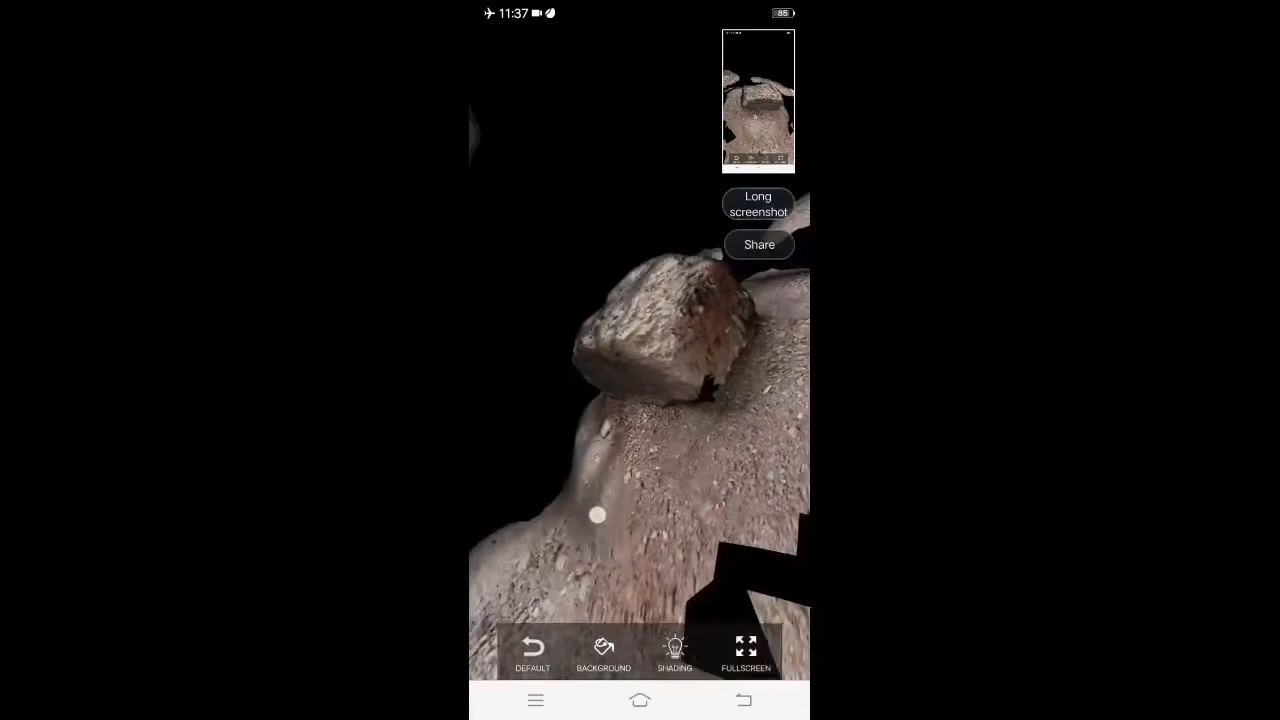 11:37
85
Long
screenshot
Share
DEFAULT
BACKGROUND
SHADING
FULLSCREEN